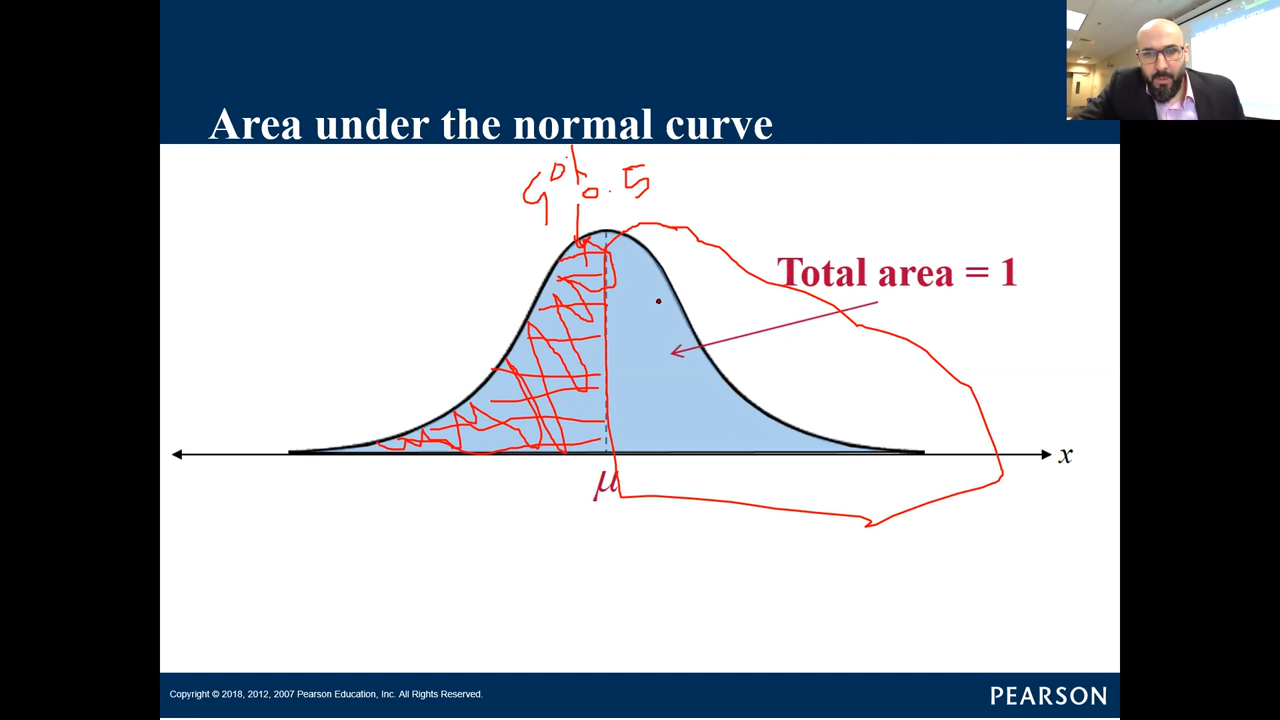 Area under the normal curve
0.5
Total area = 1
x
μ
Copyright © 2018, 2012, 2007 Pearson Education, Inc. All Rights Reserved.
PEARSON